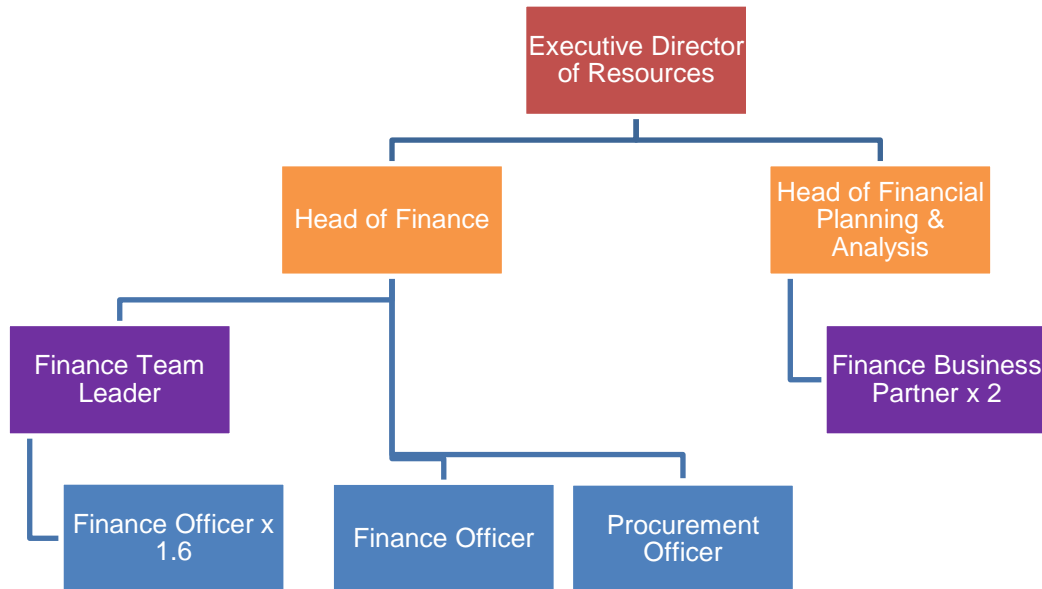 Executive Director
of Resources
Head of Finance
Head of Financial
Planning &
Analysis
Finance Team
Leader
Finance Business
Partner x 2
Finance Officer x
1.6
Finance Officer
Procurement
Officer